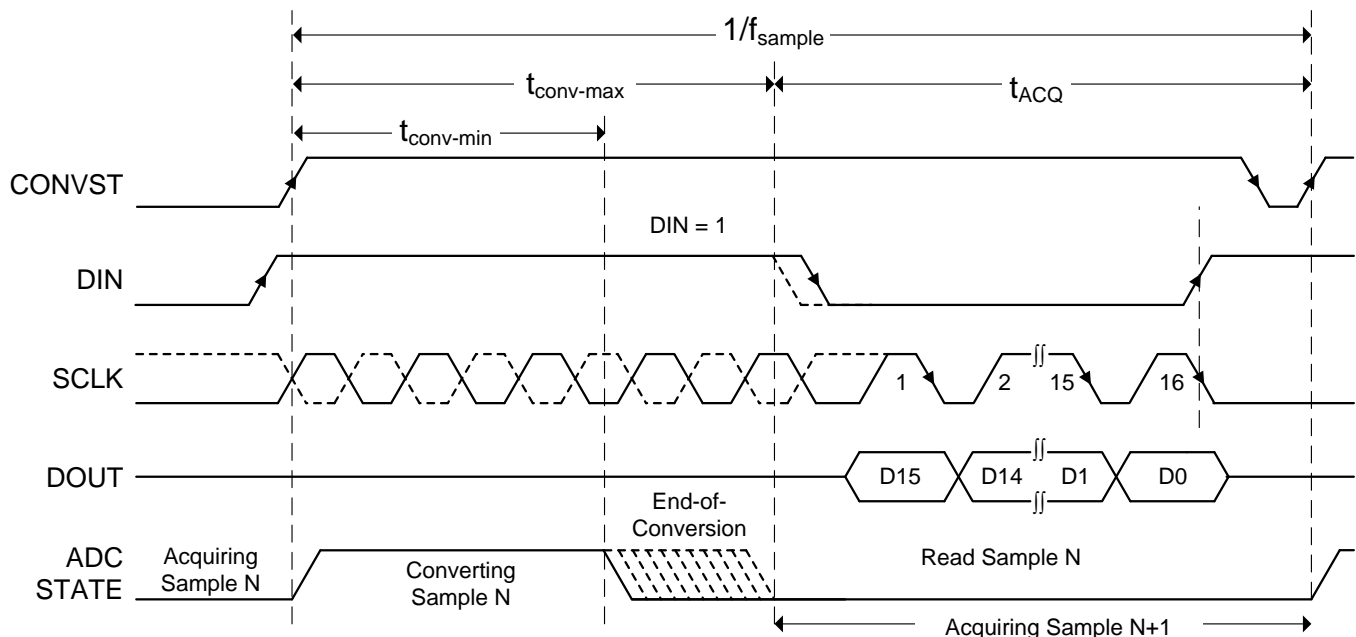 1/fsample
tconv-max
tACQ
tconv-min
CONVST
DIN = 1
DIN
SCLK
1
2
∫∫
15
16
DOUT
D15
D14
∫∫
∫∫
D1
D0
End-of-
Conversion
ADC
STATE
Acquiring
Sample N
Converting
Sample N
Read Sample N
Acquiring Sample N+1